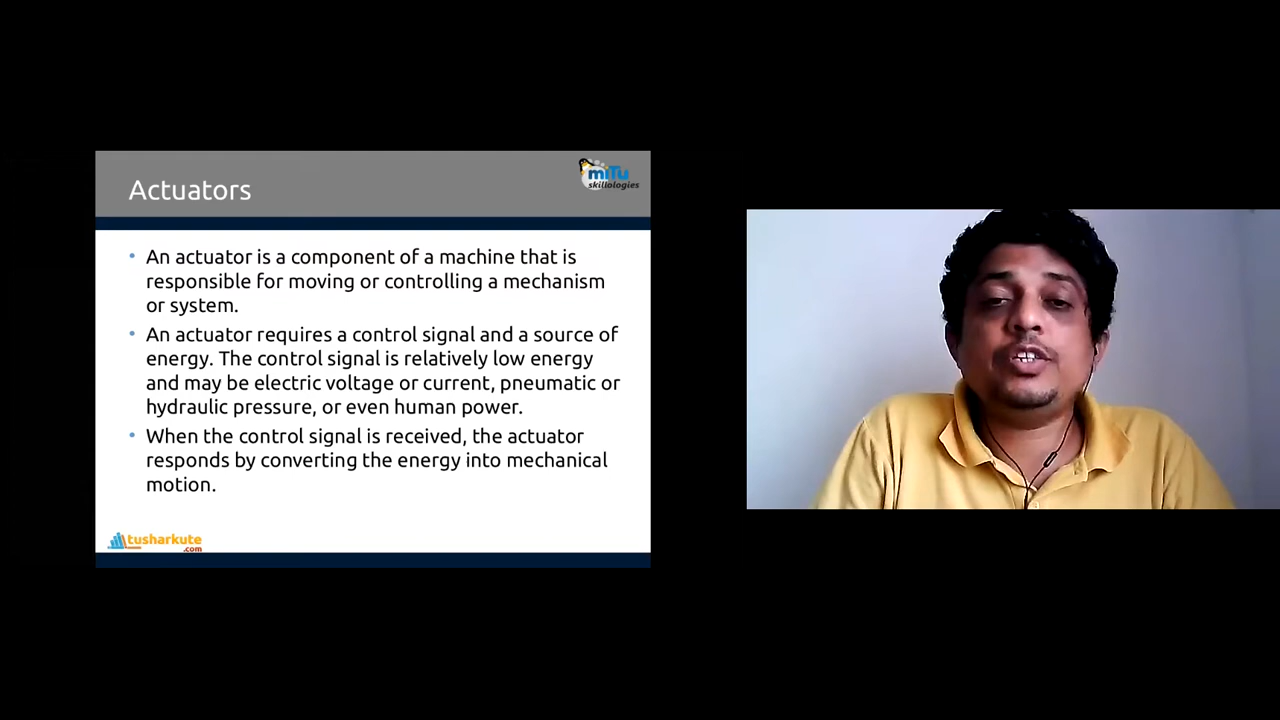 Actuators
miTu
skillologies
• An actuator is a component of a machine that is
responsible for moving or controlling a mechanism
or system.
• An actuator requires a control signal and a source of
energy. The control signal is relatively low energy
and may be electric voltage or current, pneumatic or
hydraulic pressure, or even human power.
• When the control signal is received, the actuator
responds by converting the energy into mechanical
motion.
tusharkute
.com